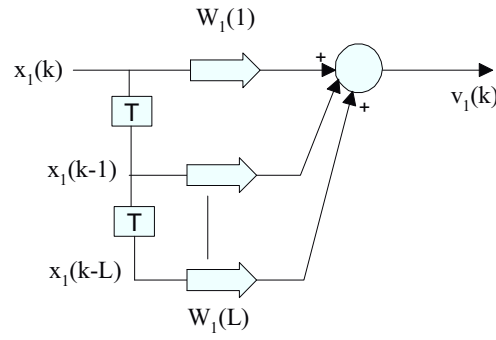 W₁(1)
x₁(k)
+
T
+
v₁(k)
x₁(k-1)
T
x₁(k-L)
W₁(L)